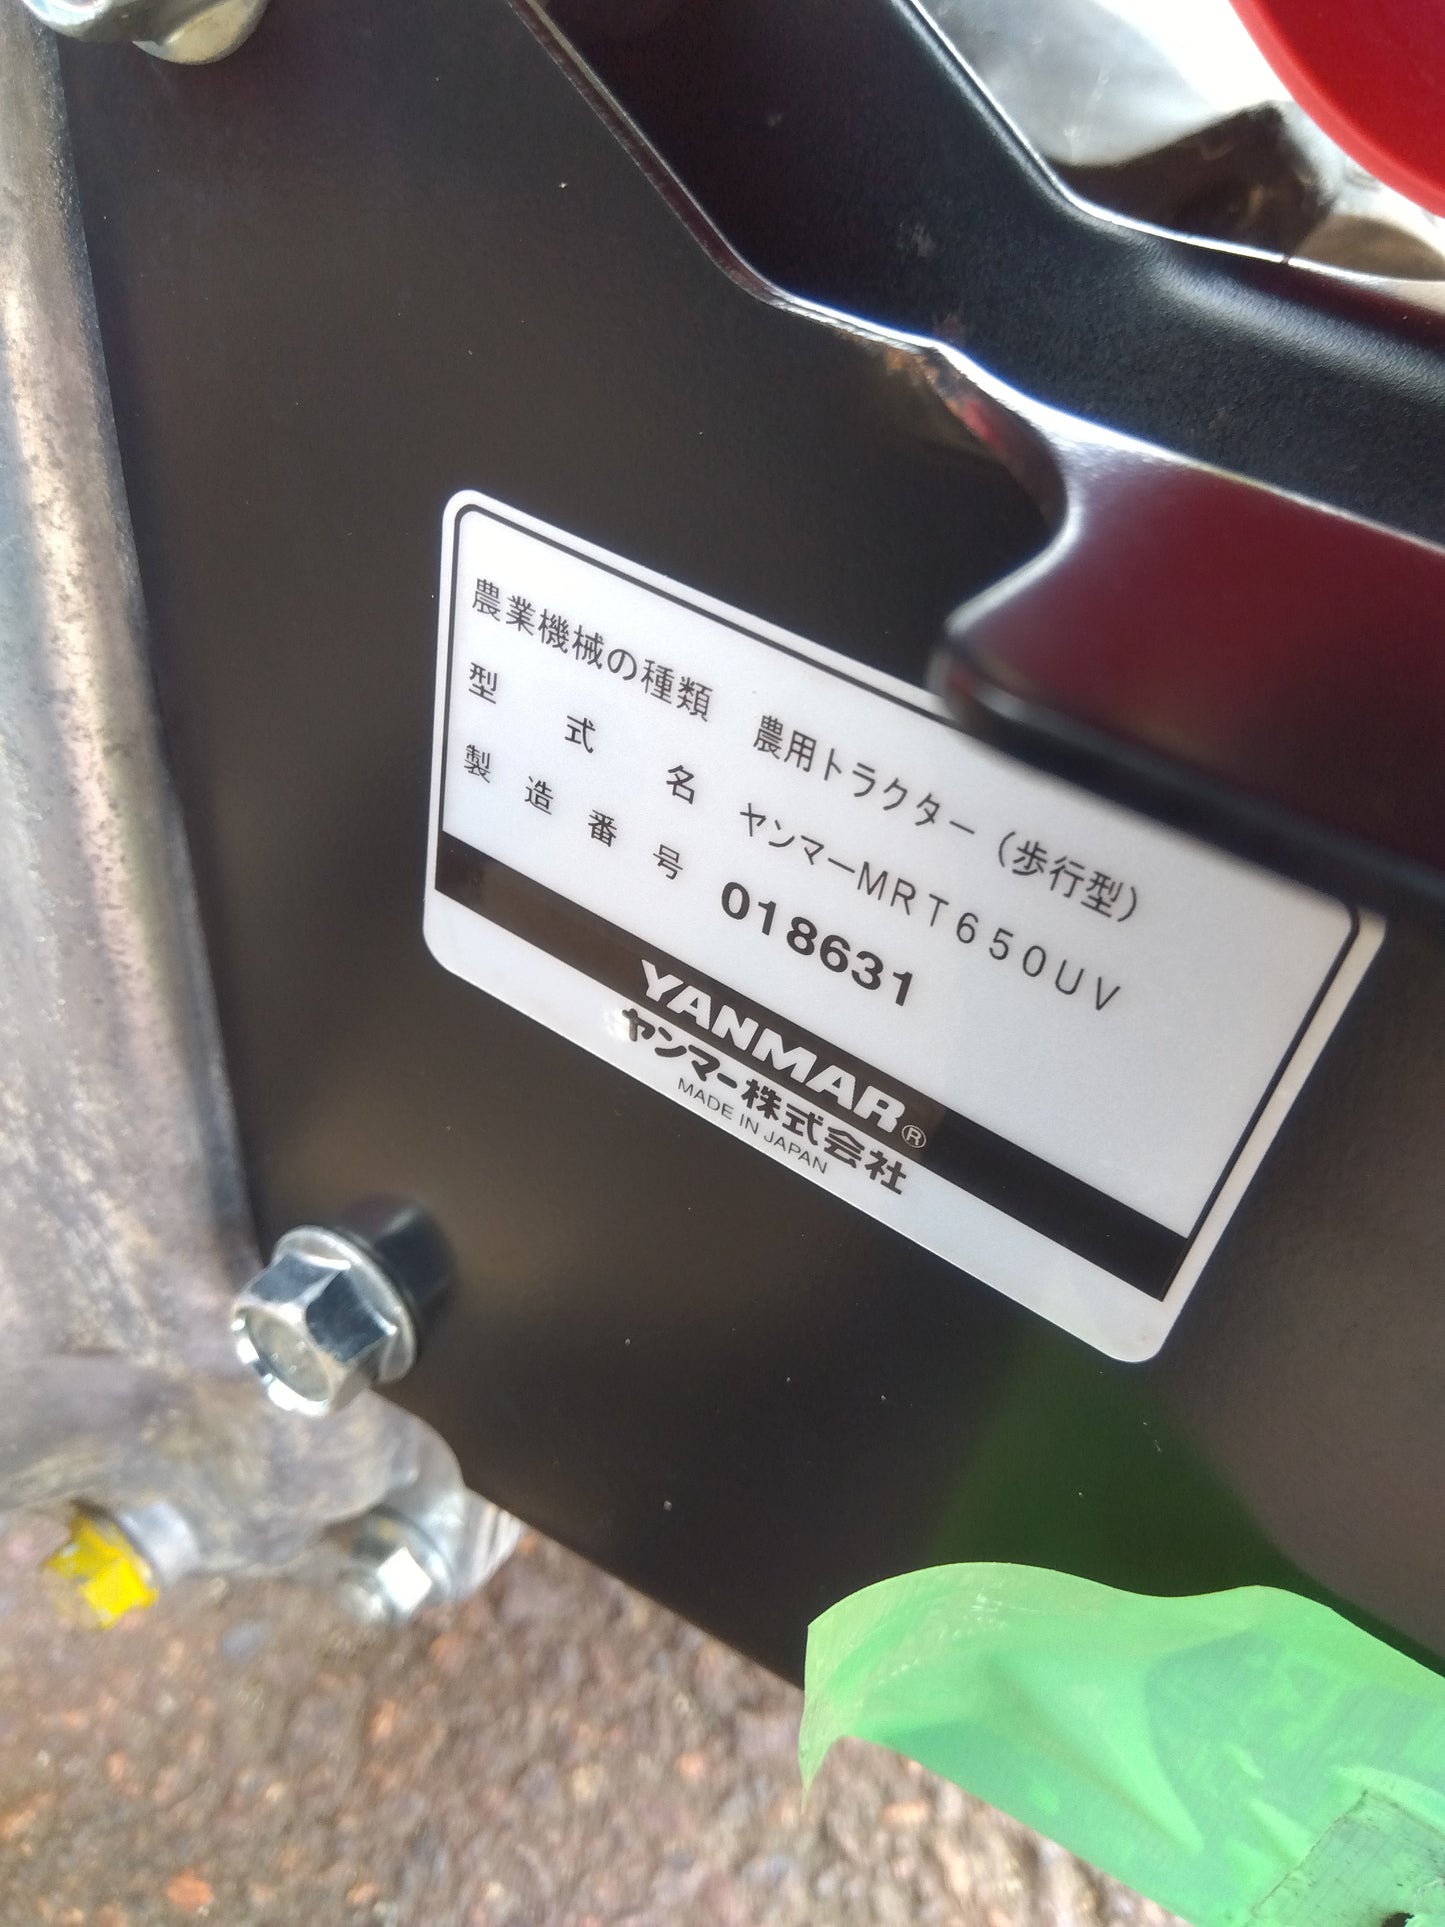 農業機械の種類 農用トラクター（歩行型）
型式名 ヤンマーMRT650UV
製造番号 018631
YANMAR®
ヤンマー株式会社
MADE IN JAPAN